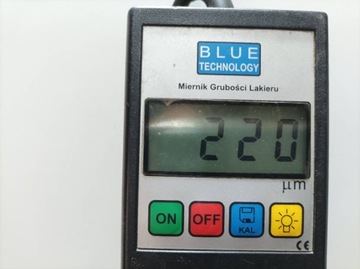 BLUE
TECHNOLOGY
Miernik Grubości Lakieru
220
μm
ON OFF KAL
CE